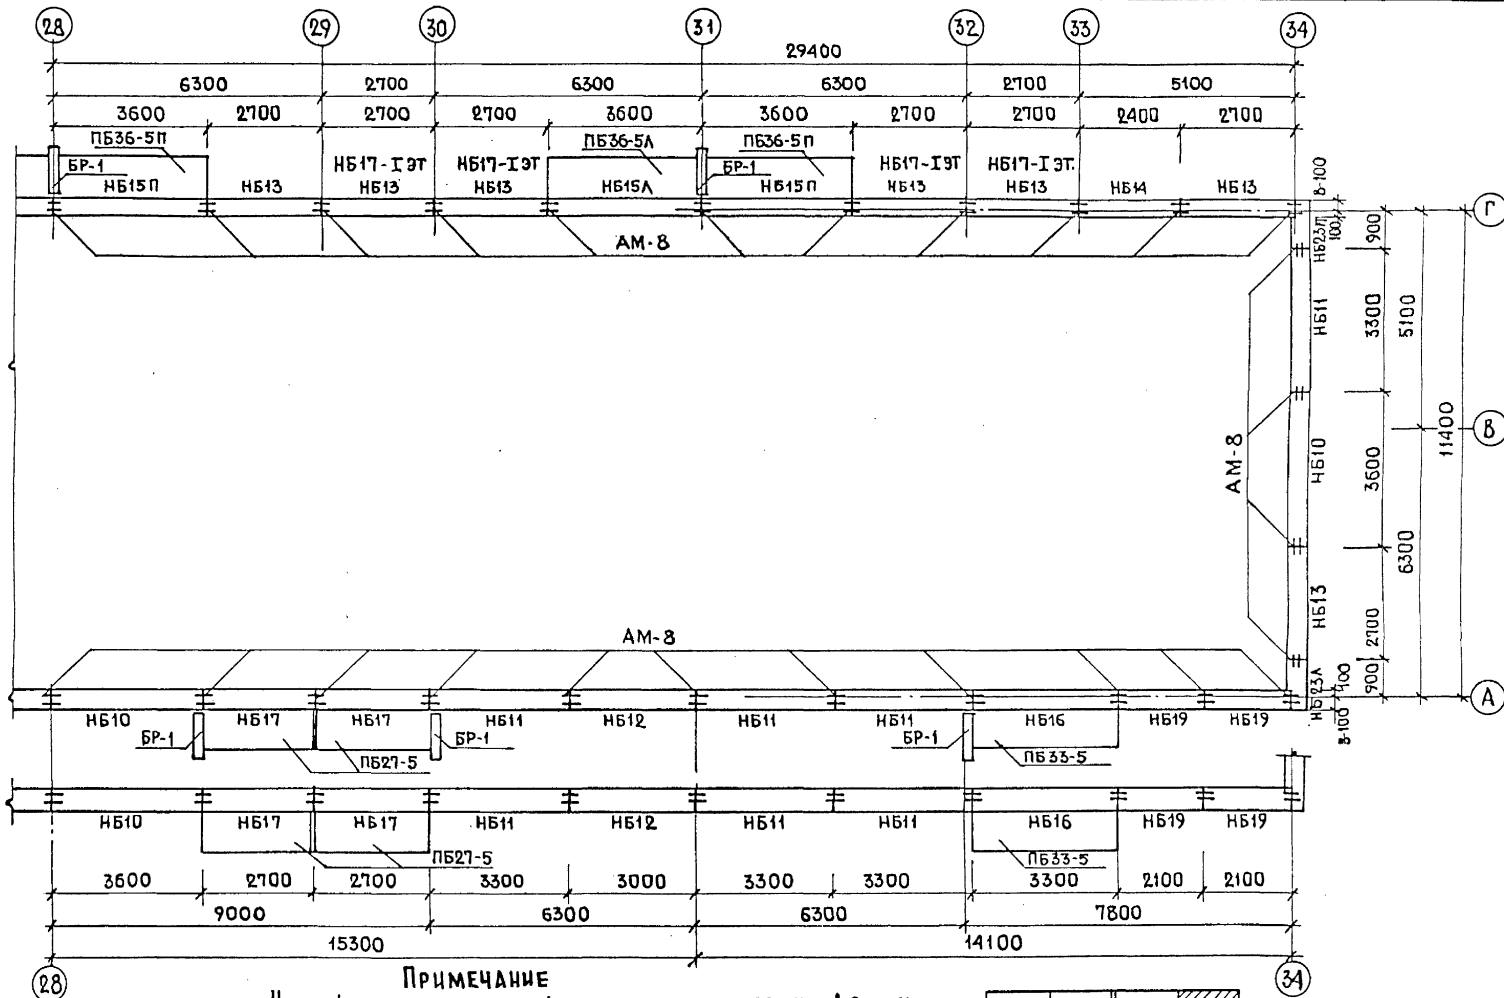 28 29 30 31 32 33 34
29400
6300 2700 6300 6300 2700 5100
3600 2700 2700 2700 3600 3600 2700 2700 2400 2700
ПБ36-5П ПБ36-5Л ПБ36-5П
БР-1 НБ17-I ЭТ НБ17-I ЭТ БР-1 НБ17-I ЭТ НБ17-I ЭТ.
НБ15П НБ13 НБ13 НБ13 НБ15Л НБ15П НБ13 НБ13 НБ14 НБ13
В-100
Г
АМ-8
НБ23П 100 900
НБ11 3300 5100
11400
В
АМ-8 НБ10 3600
6300
НБ13 2700
АМ-8
НБ23Л 100 900
А
В-100
НБ10 НБ17 НБ17 НБ11 НБ12 НБ11 НБ11 НБ16 НБ19 НБ19
БР-1 БР-1 БР-1
ПБ27-5 ПБ33-5
НБ10 НБ17 НБ17 НБ11 НБ12 НБ11 НБ11 НБ16 НБ19 НБ19
ПБ27-5 ПБ33-5
3600 2700 2700 3300 3000 3300 3300 3300 2100 2100
9000 6300 6300 7800
15300 14100
28 34
ПРИМЕЧАНИЕ